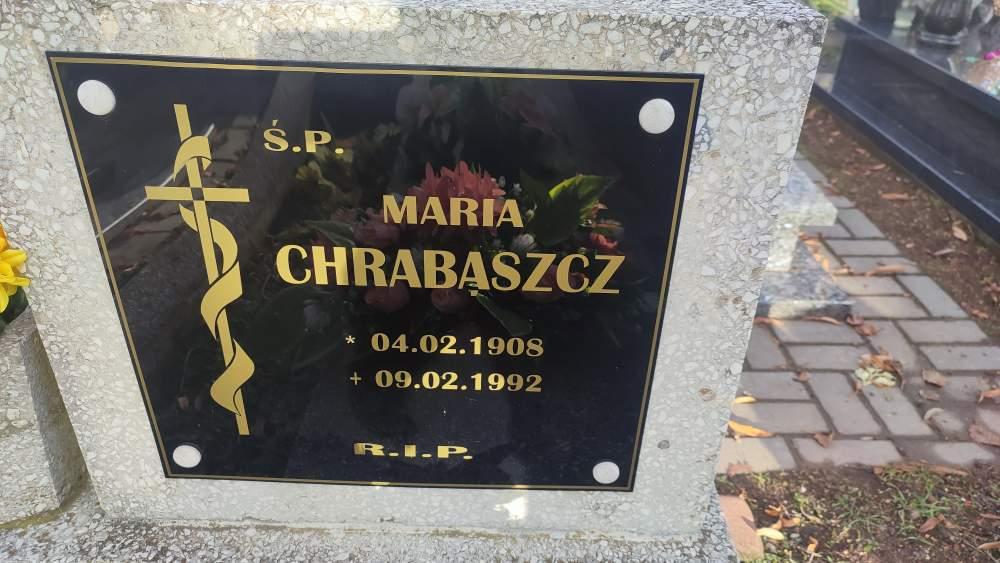 Ś.P.
MARIA
CHRABĄSZCZ
* 04.02.1908
+ 09.02.1992
R.I.P.